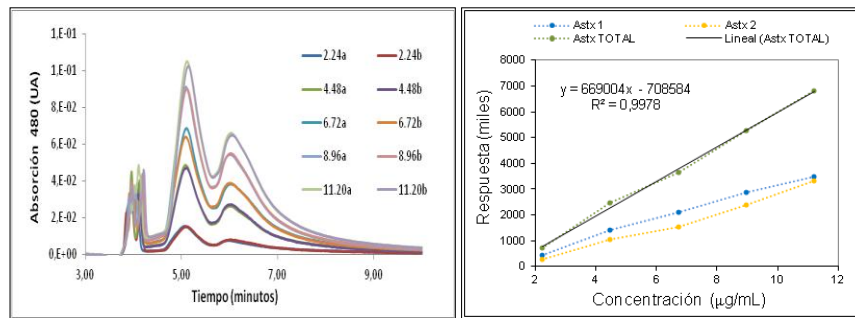 1,E-01
1,E-01
8,E-02
6,E-02
4,E-02
2,E-02
0,E+00
Absorción 480 (UA)
2.24a 2.24b
4.48a 4.48b
6.72a 6.72b
8.96a 8.96b
11.20a 11.20b
3,00 5,00 7,00 9,00
Tiempo (minutos)
Astx 1 Astx 2
Astx TOTAL Lineal (Astx TOTAL)
8000
7000
6000
5000
4000
3000
2000
1000
0
Respuesta (miles)
y = 669004x - 708584
R² = 0,9978
2 4 6 8 10 12
Concentración (µg/mL)